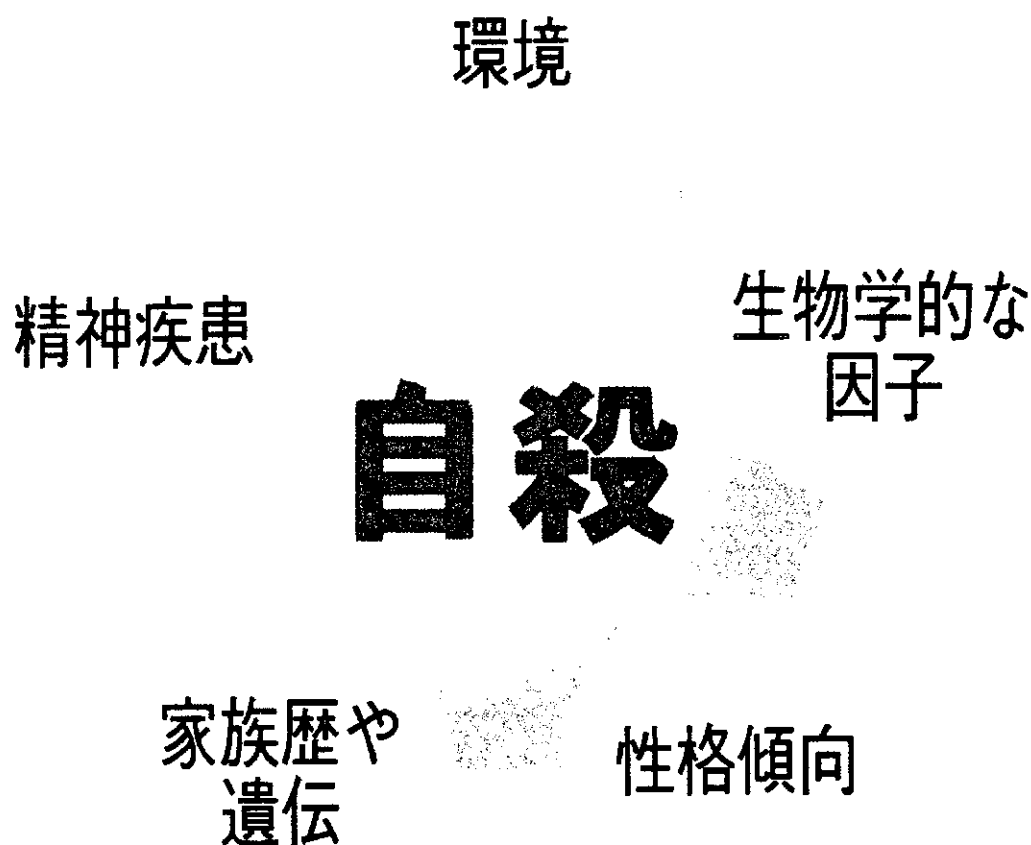 環境
精神疾患
生物学的な
因子
自殺
家族歴や
遺伝
性格傾向